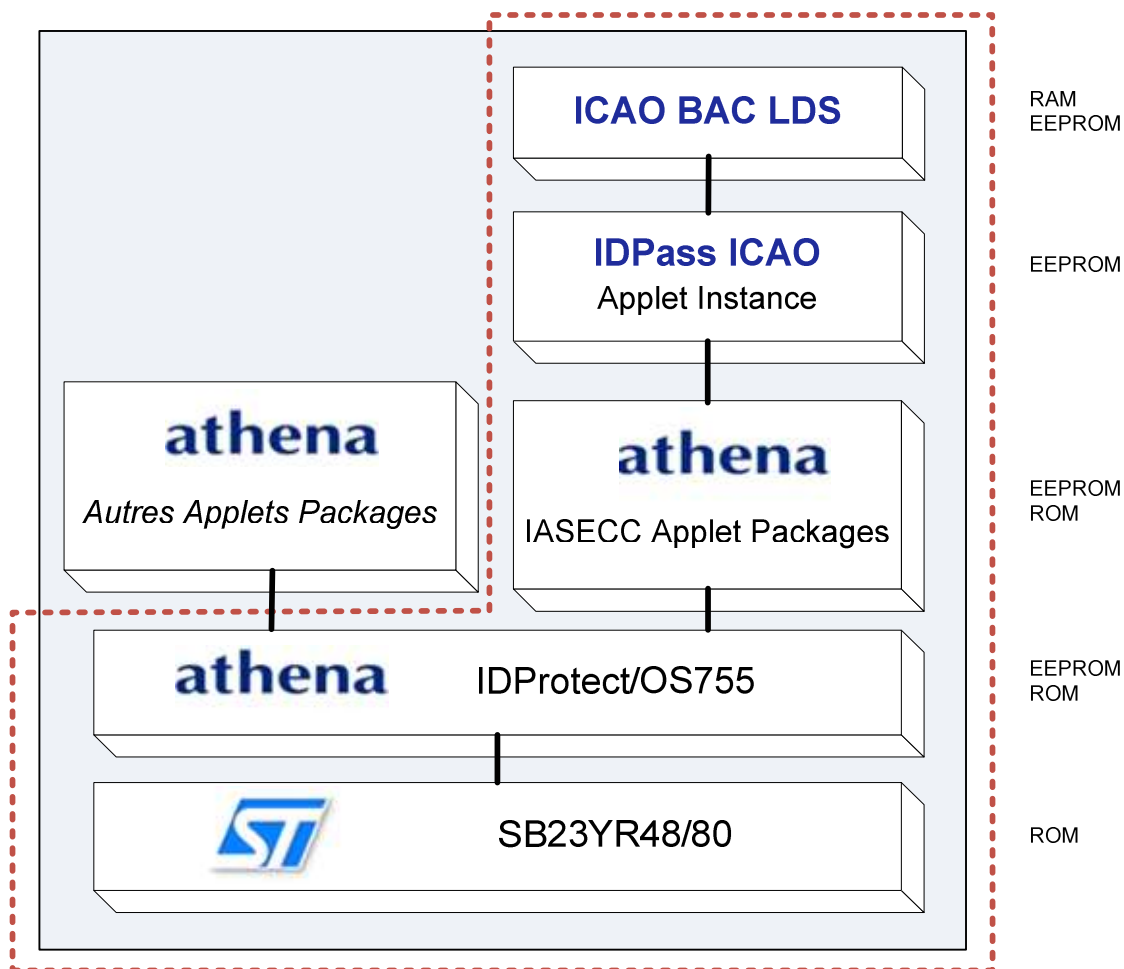 ICAO BAC LDS
RAM
EEPROM
IDPass ICAO
Applet Instance
EEPROM
athena
Autres Applets Packages
athena
IASECC Applet Packages
EEPROM
ROM
athena
IDProtect/OS755
EEPROM
ROM
ST
SB23YR48/80
ROM